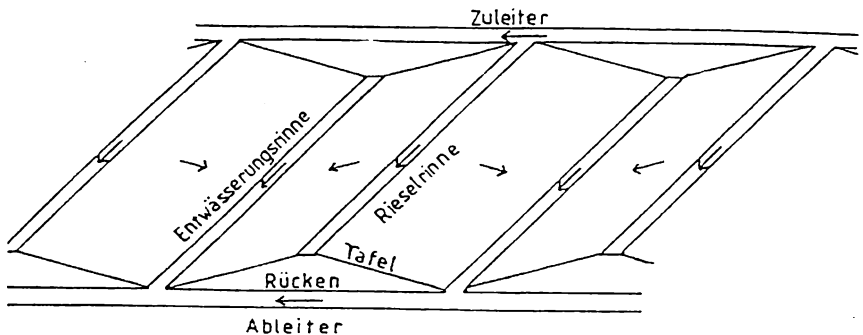 Zuleiter
Entwässerungsrinne
Rieselrinne
Tafel
Rücken
Ableiter